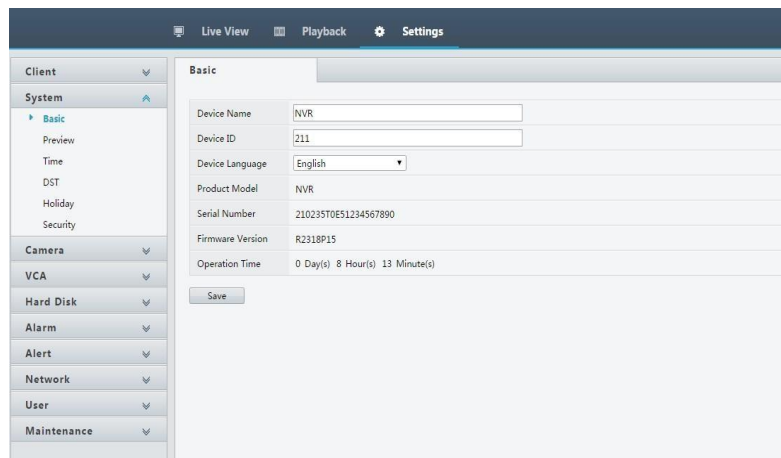 Live View Playback Settings
Client
System
Basic
Preview
Time
DST
Holiday
Security
Camera
VCA
Hard Disk
Alarm
Alert
Network
User
Maintenance
Basic
Device Name NVR
Device ID 211
Device Language English
Product Model NVR
Serial Number 210235T0E51234567890
Firmware Version R2318P15
Operation Time 0 Day(s) 8 Hour(s) 13 Minute(s)
Save